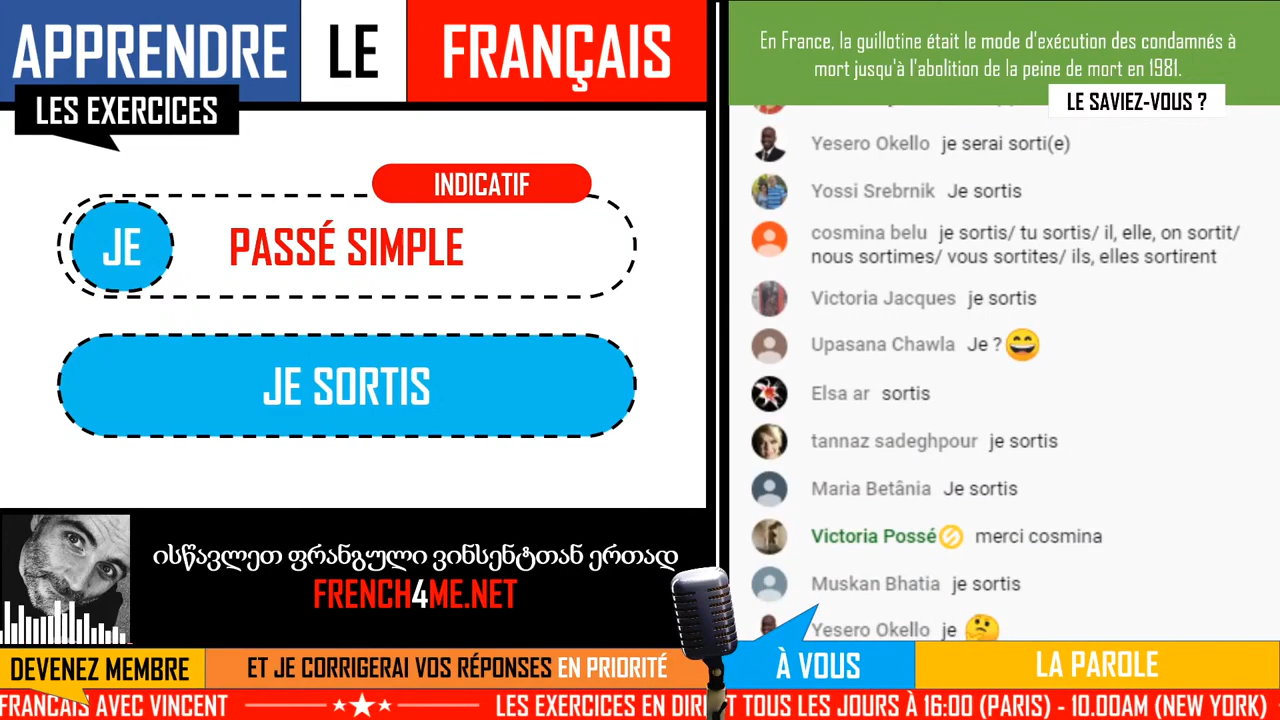 APPRENDRE LE FRANÇAIS
LES EXERCICES
INDICATIF
JE PASSÉ SIMPLE
JE SORTIS
ისწავლეთ ფრანგული ვინსენტთან ერთად
FRENCH4ME.NET
En France, la guillotine était le mode d'exécution des condamnés à
mort jusqu'à l'abolition de la peine de mort en 1981.
LE SAVIEZ-VOUS ?
Yesero Okello je serai sorti(e)
Yossi Srebrnik Je sortis
cosmina belu je sortis/ tu sortis/ il, elle, on sortit/
nous sortimes/ vous sortites/ ils, elles sortirent
Victoria Jacques je sortis
Upasana Chawla Je ? 😄
Elsa ar sortis
tannaz sadeghpour je sortis
Maria Betânia Je sortis
Victoria Possé merci cosmina
Muskan Bhatia je sortis
Yesero Okello je 🤔
DEVENEZ MEMBRE ET JE CORRIGERAI VOS RÉPONSES EN PRIORITÉ
À VOUS LA PAROLE
FRANÇAIS AVEC VINCENT ★ LES EXERCICES EN DIRECT TOUS LES JOURS À 16:00 (PARIS) - 10.00AM (NEW YORK)